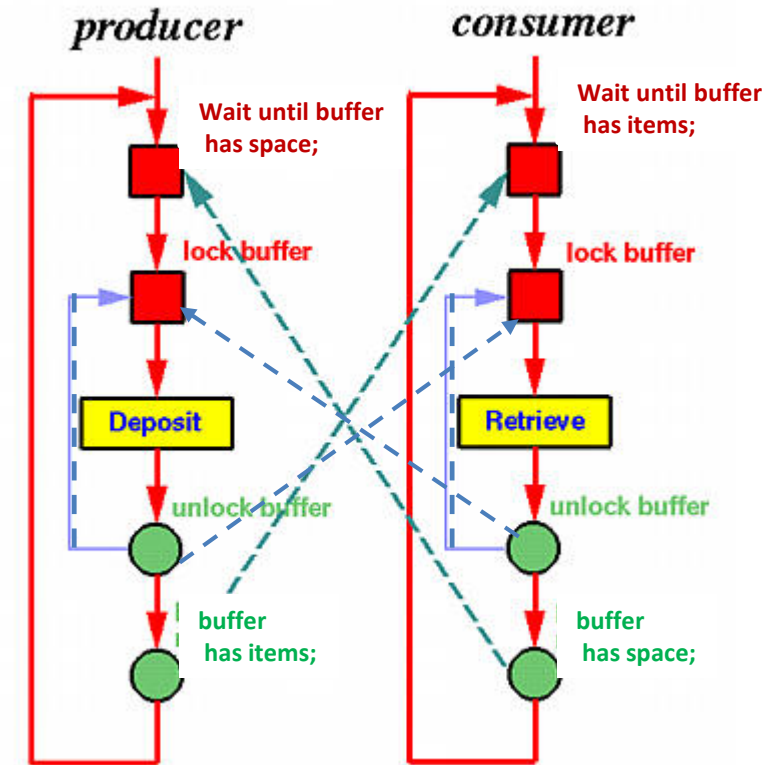 producer
Wait until buffer
has space;
lock buffer
Deposit
unlock buffer
buffer
has items;
consumer
Wait until buffer
has items;
lock buffer
Retrieve
unlock buffer
buffer
has space;